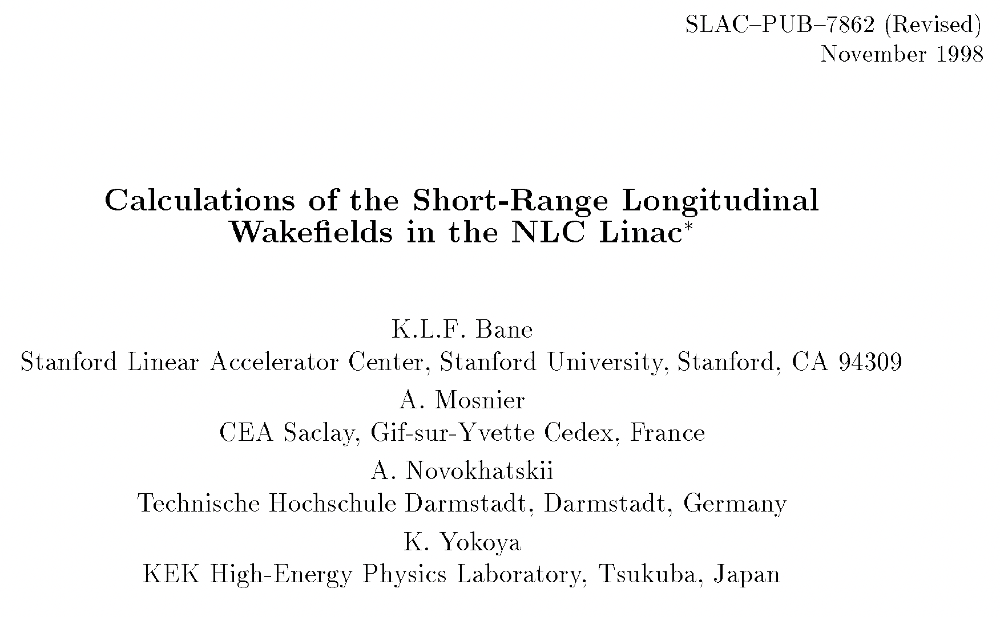 SLAC–PUB–7862 (Revised)
November 1998
Calculations of the Short-Range Longitudinal
Wakefields in the NLC Linac*
K.L.F. Bane
Stanford Linear Accelerator Center, Stanford University, Stanford, CA 94309
A. Mosnier
CEA Saclay, Gif-sur-Yvette Cedex, France
A. Novokhatskii
Technische Hochschule Darmstadt, Darmstadt, Germany
K. Yokoya
KEK High-Energy Physics Laboratory, Tsukuba, Japan